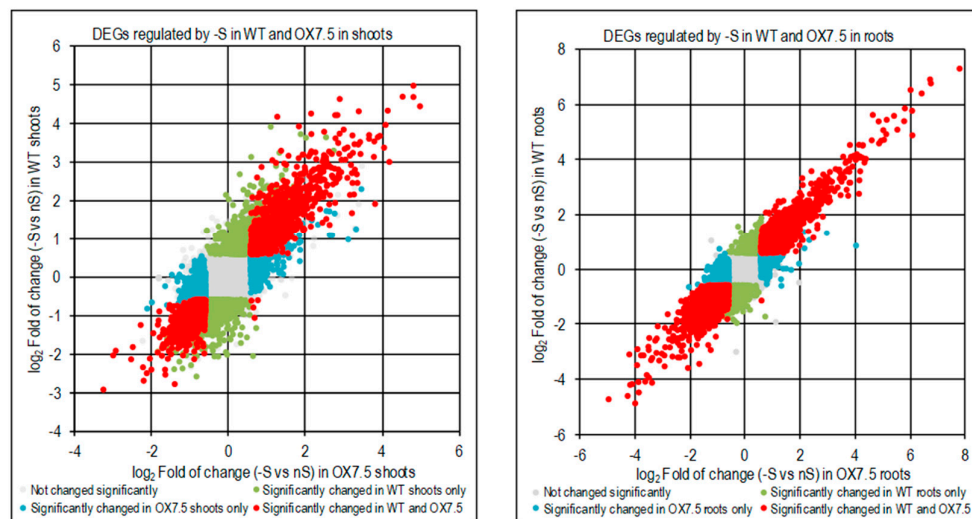 DEGs regulated by -S in WT and OX7.5 in shoots
log2 Fold of change (-S vs nS) in WT shoots
6
5
4
3
2
1
0
-1
-2
-3
-4
-4 -2 0 2 4 6
log2 Fold of change (-S vs nS) in OX7.5 shoots
Not changed significantly
Significantly changed in WT shoots only
Significantly changed in OX7.5 shoots only
Significantly changed in WT and OX7.5
DEGs regulated by -S in WT and OX7.5 in roots
log2 Fold of change (-S vs nS) in WT roots
8
6
4
2
0
-2
-4
-6
-6 -4 -2 0 2 4 6 8
log2 Fold of change (-S vs nS) in OX7.5 roots
Not changed significantly
Significantly changed in WT roots only
Significantly changed in OX7.5 roots only
Significantly changed in WT and OX7.5